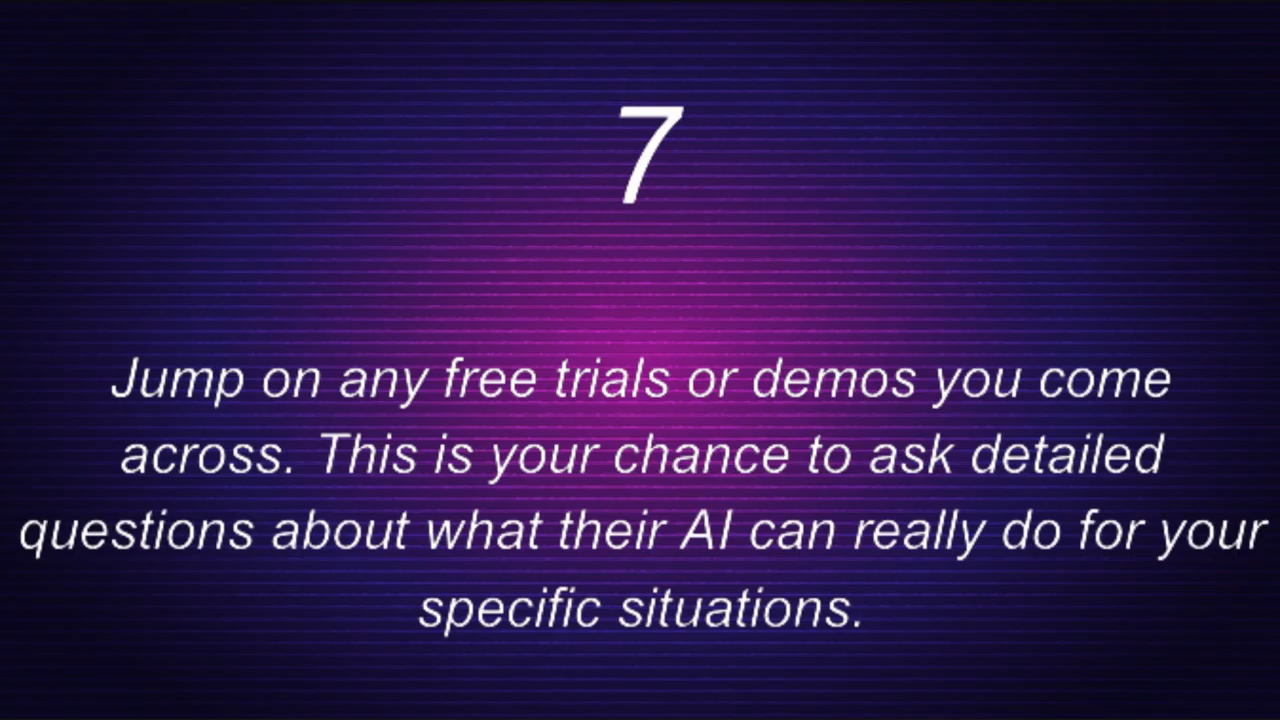 7
Jump on any free trials or demos you come
across. This is your chance to ask detailed
questions about what their AI can really do for your
specific situations.